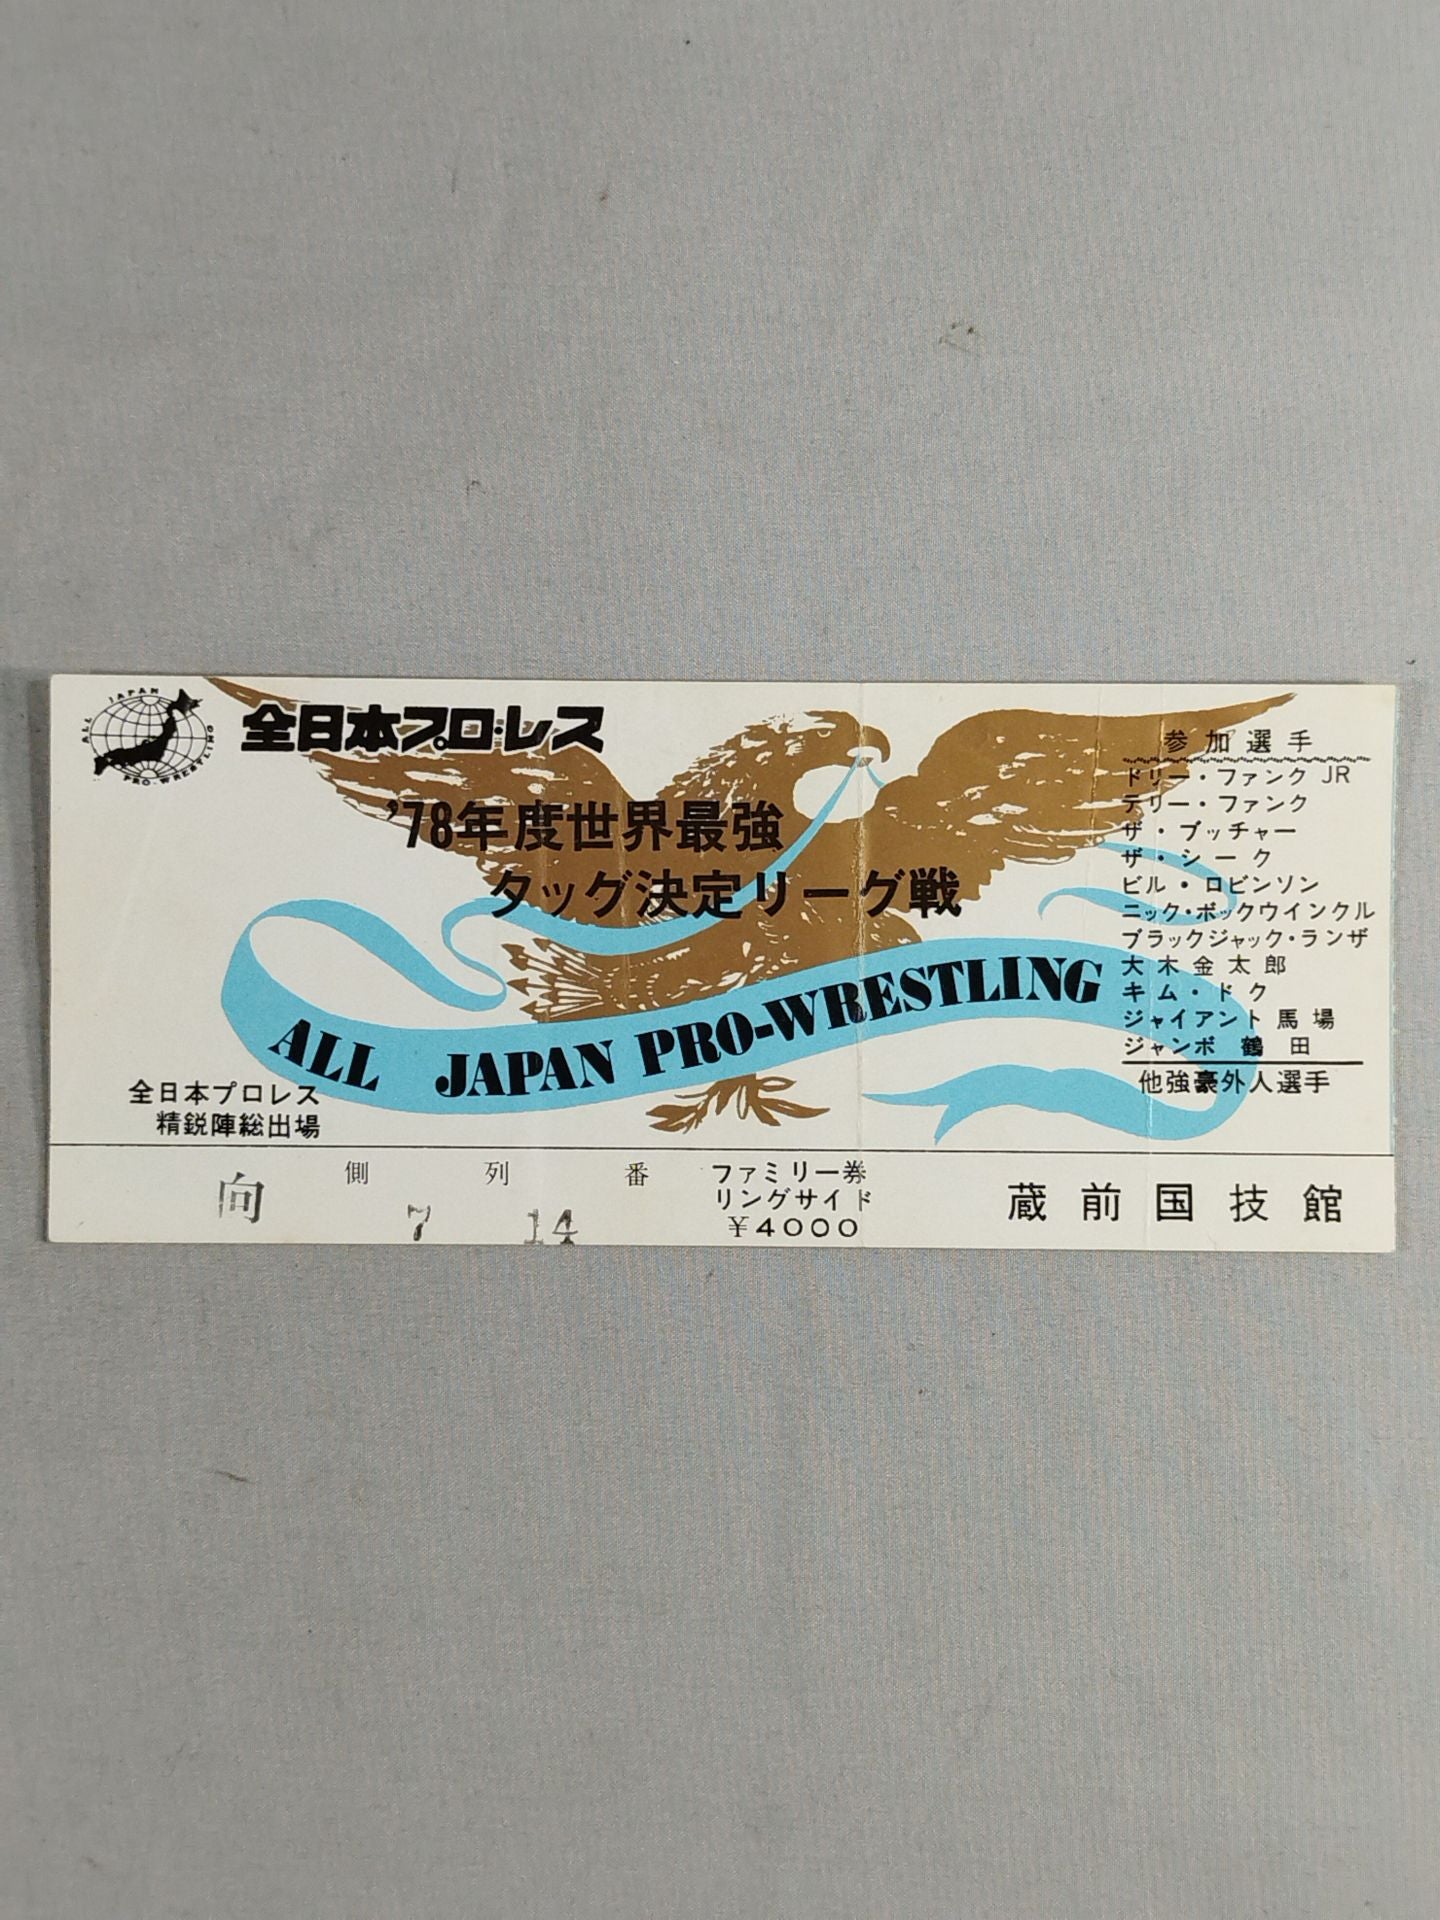 ALL JAPAN PRO-WRESTLING
全日本プロ・レス
'78年度世界最強
タッグ決定リーグ戦
ALL JAPAN PRO-WRESTLING
全日本プロレス
精鋭陣総出場
参加選手
ドリー・ファンク JR
テリー・ファンク
ザ・ブッチャー
ザ・シーク
ビル・ロビンソン
ニック・ボックウインクル
ブラックジャック・ランザ
大木金太郎
キム・ドク
ジャイアント馬場
ジャンボ鶴田
他強豪外人選手
向 側 7 列 14 番
ファミリー券
リングサイド
¥4000
蔵前国技館